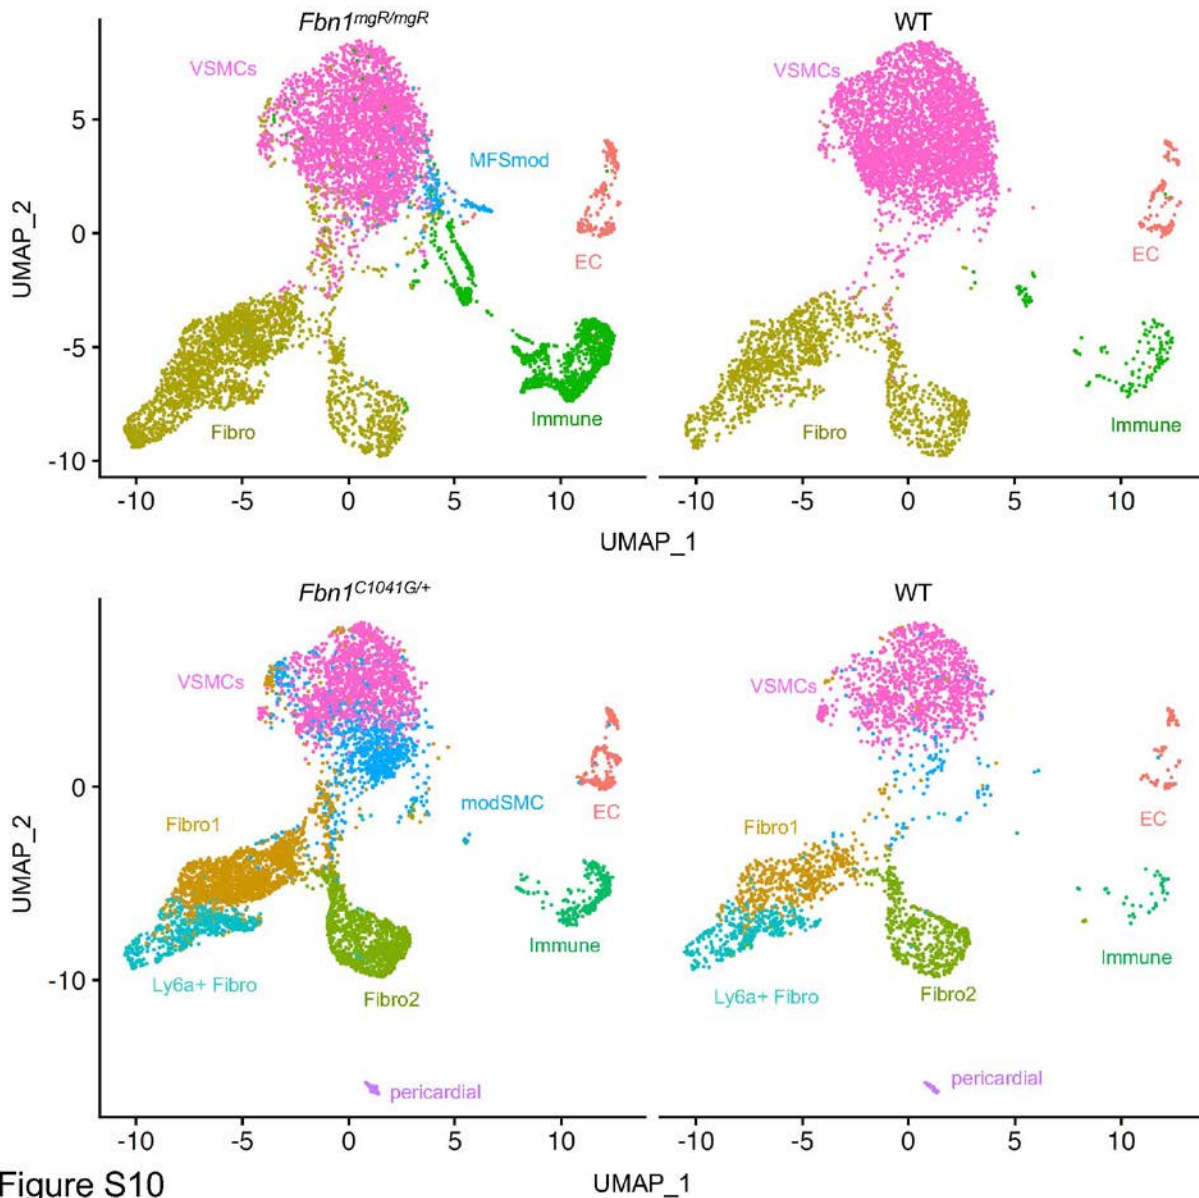 Fbn1mgR/mgR
WT
VSMCs
VSMCs
MFSmod
EC
EC
Fibro
Immune
Fibro
Immune
5
0
-5
-10
UMAP_2
-10 -5 0 5 10
-10 -5 0 5 10
UMAP_1
Fbn1C1041G/+
WT
VSMCs
VSMCs
modSMC
EC
EC
Fibro1
Fibro1
Immune
Immune
Ly6a+ Fibro
Fibro2
Ly6a+ Fibro
Fibro2
pericardial
pericardial
0
-10
UMAP_2
-10 -5 0 5 10
-10 -5 0 5 10
Figure S10
UMAP_1